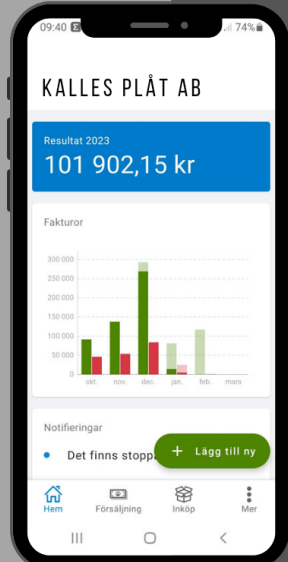 09:40
74%
KALLES PLÅT AB
Resultat 2023
101 902,15 kr
Fakturor
300 000
250 000
200 000
150 000
100 000
50 000
0
okt. nov. dec. jan. feb. mars
Notifieringar
Det finns stopp
+ Lägg till ny
Hem Försäljning Inköp Mer